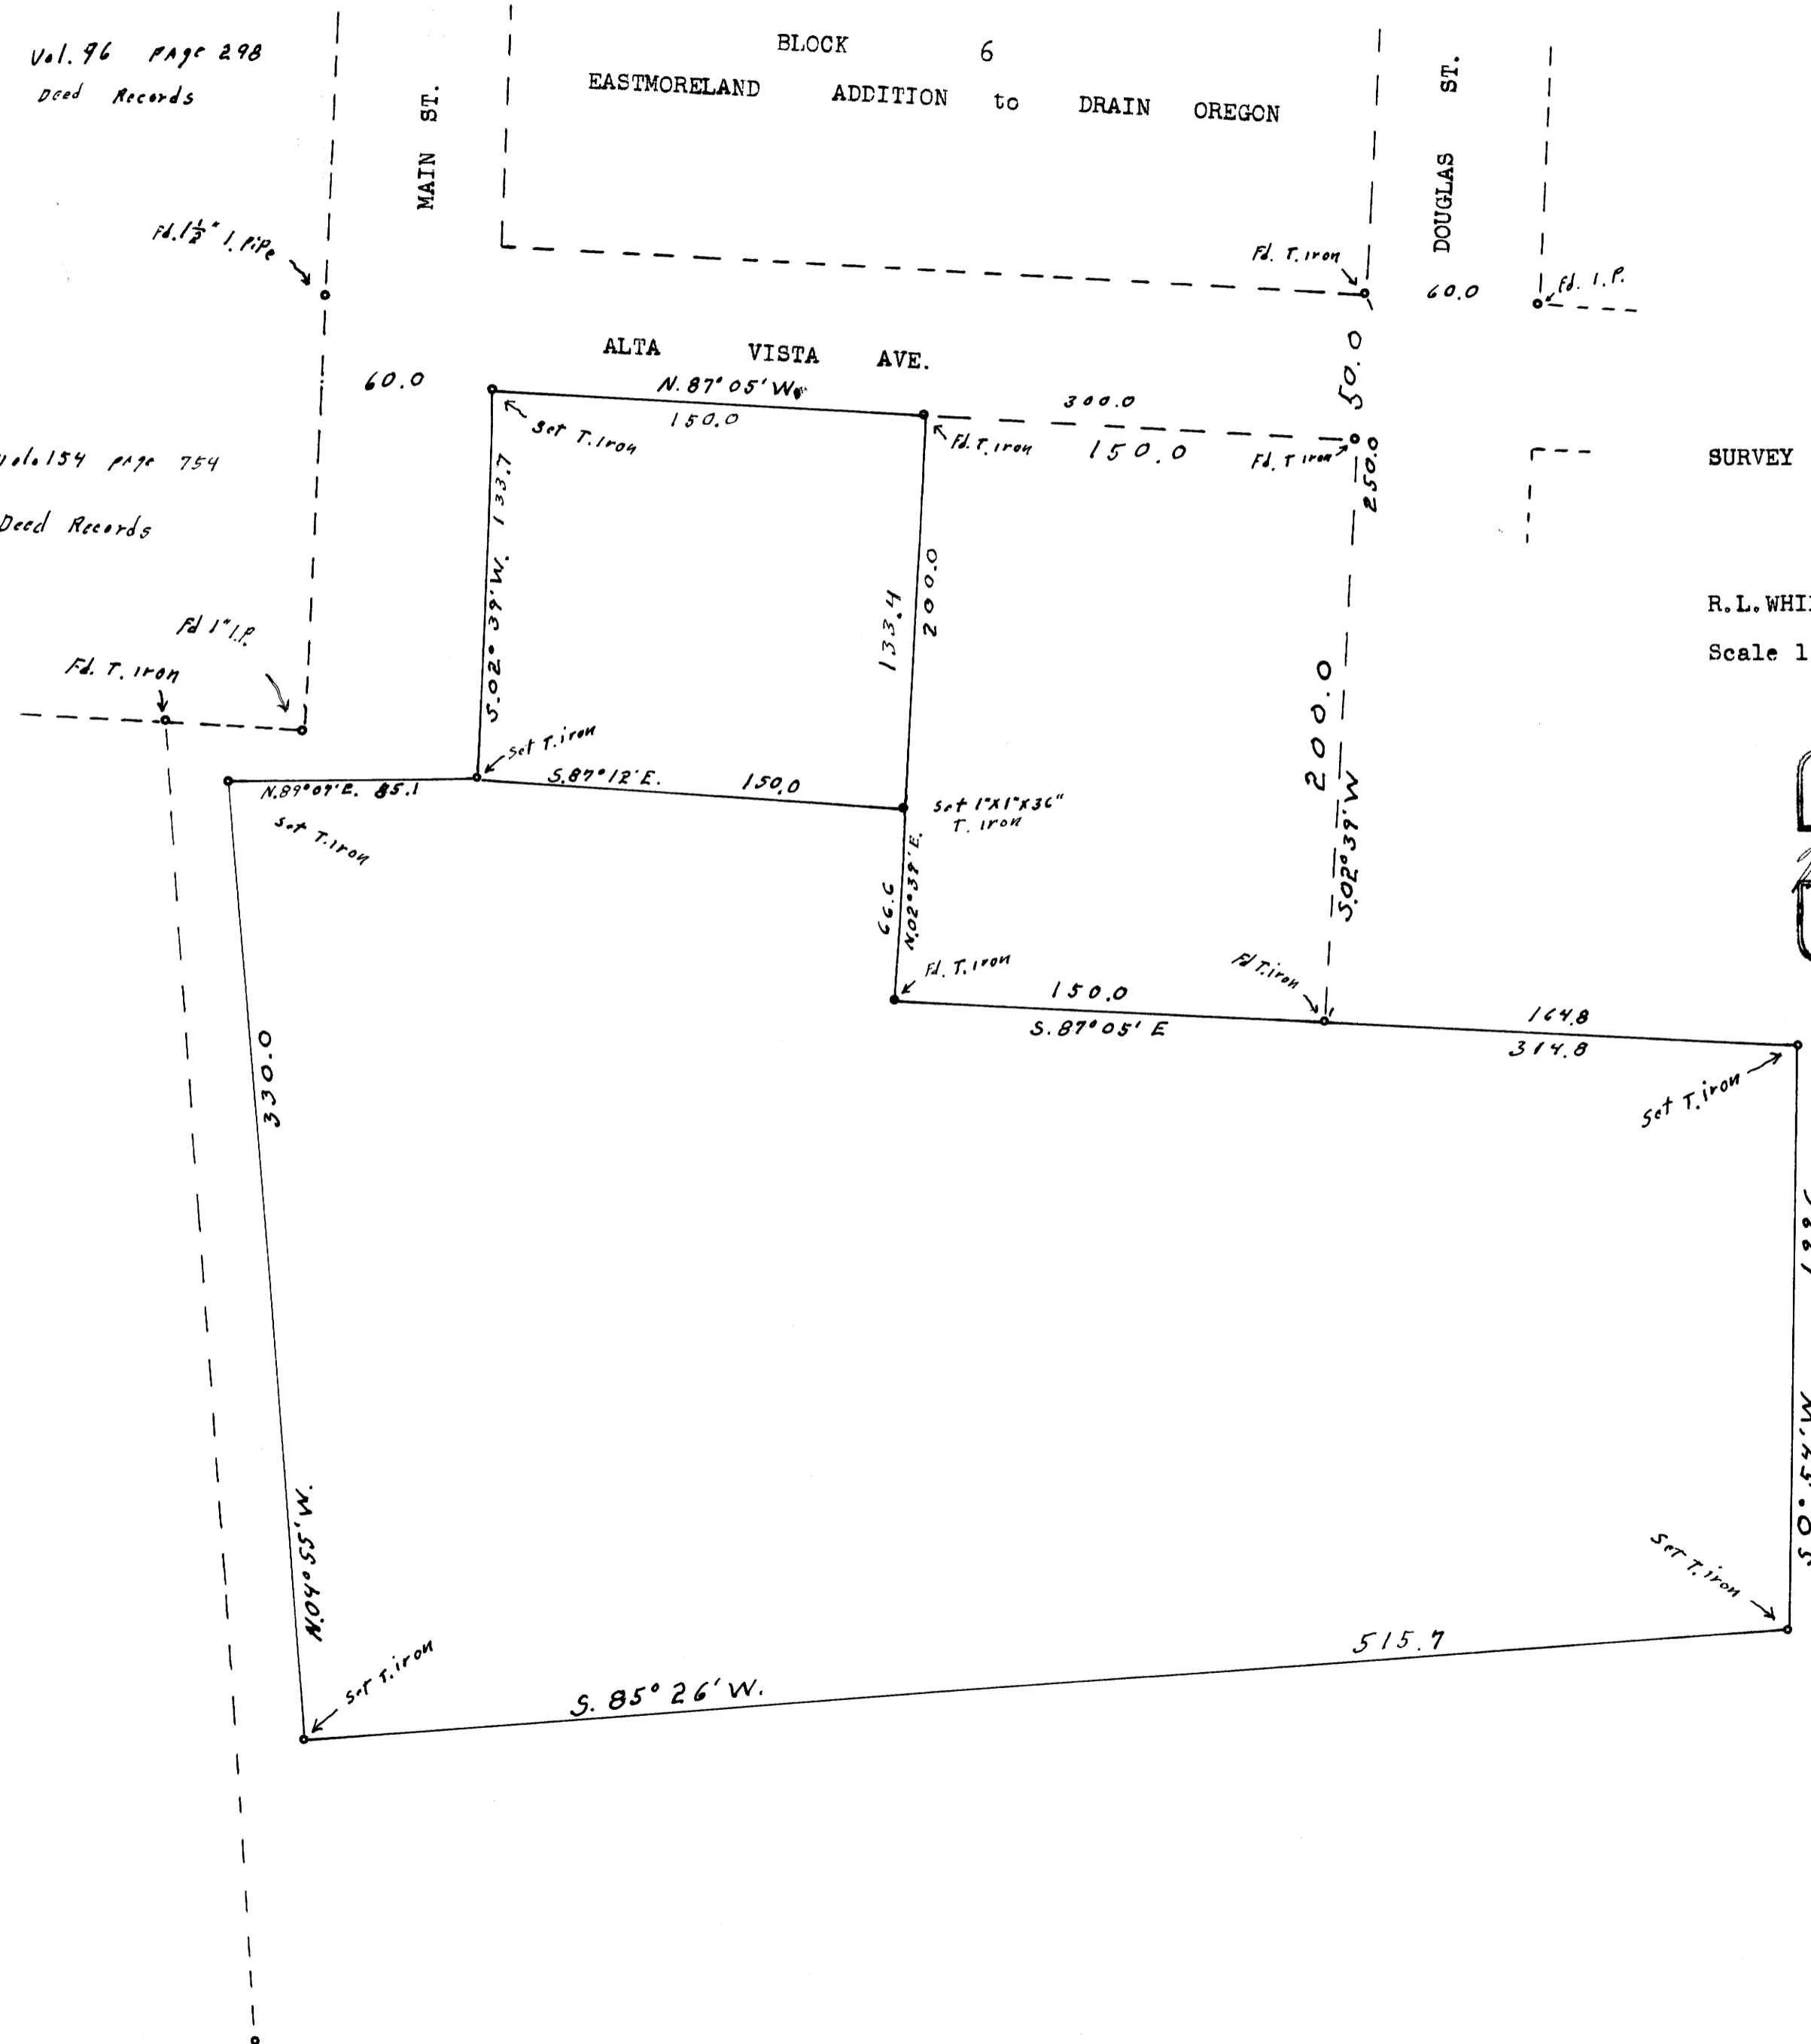 Vol. 96 PAge 298
Deed Records
BLOCK 6
EASTMORELAND ADDITION to DRAIN OREGON
MAIN ST.
DOUGLAS ST.
Fd. 1½" I. PiPe
Fd. T. Iron
60.0
Fd. I.P.
ALTA VISTA AVE.
60.0
N. 87° 05' W.
150.0
Set T. Iron
300.0
150.0
Fd. T. Iron
Fd. T Iron
50.0
250.0
Vol. 154 PAge 754
Deed Records
SURVEY
S. 02° 39' W. 133.7
133.4
200.0
R.L. WHI
Scale 1
Fd 1" I.P.
Fd. T. Iron
200.0
S. 02° 39' W
Set T. iron
N. 89° 07' E. 85.1
Set T. iron
S. 87° 12' E. 150.0
Set 1"X1"X36"
T. Iron
66.6
N. 02° 39' E.
Fd. T. Iron
Fd T. iron
150.0
S. 87° 05' E
164.8
314.8
Set T. iron
330.0
N04° 55' W.
S. 0° 54' W
Set T. iron
Set T. iron
515.7
S. 85° 26' W.